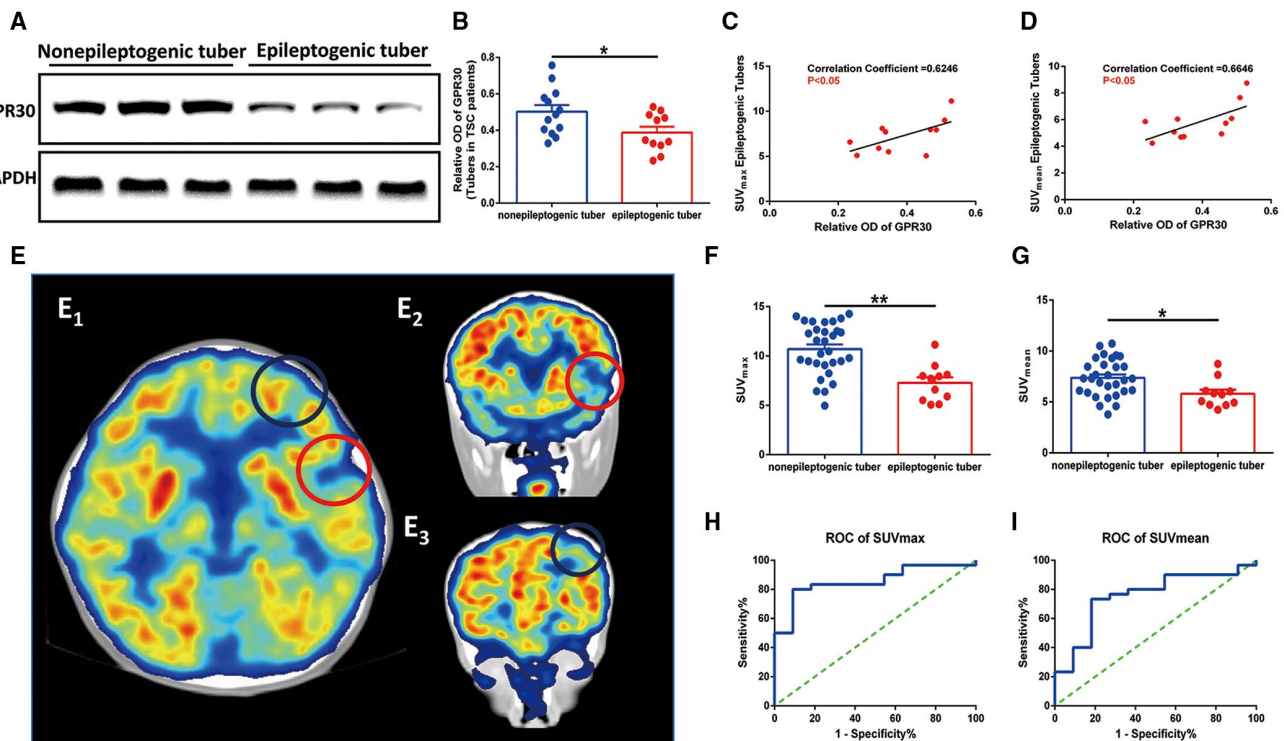 A
Nonepileptogenic tuber Epileptogenic tuber
PR30
APDH
B
*
Relative OD of GPR30
(Tubers in TSC patients)
0.8
0.6
0.4
0.2
0.0
nonepileptogenic tuber epileptogenic tuber
C
Correlation Coefficient =0.6246
P<0.05
SUVmax Epileptogenic Tubers
15
10
5
0
0.0 0.2 0.4 0.6
Relative OD of GPR30
D
Correlation Coefficient =0.6646
P<0.05
SUVmean Epileptogenic Tubers
10
8
6
4
2
0
0.0 0.2 0.4 0.6
Relative OD of GPR30
E
E1
E2
E3
F
**
SUVmax
15
10
5
0
nonepileptogenic tuber epileptogenic tuber
G
*
SUVmean
15
10
5
0
nonepileptogenic tuber epileptogenic tuber
H
ROC of SUVmax
Sensitivity%
100
80
60
40
20
0
0 20 40 60 80 100
1 - Specificity%
I
ROC of SUVmean
Sensitivity%
100
80
60
40
20
0
0 20 40 60 80 100
1 - Specificity%